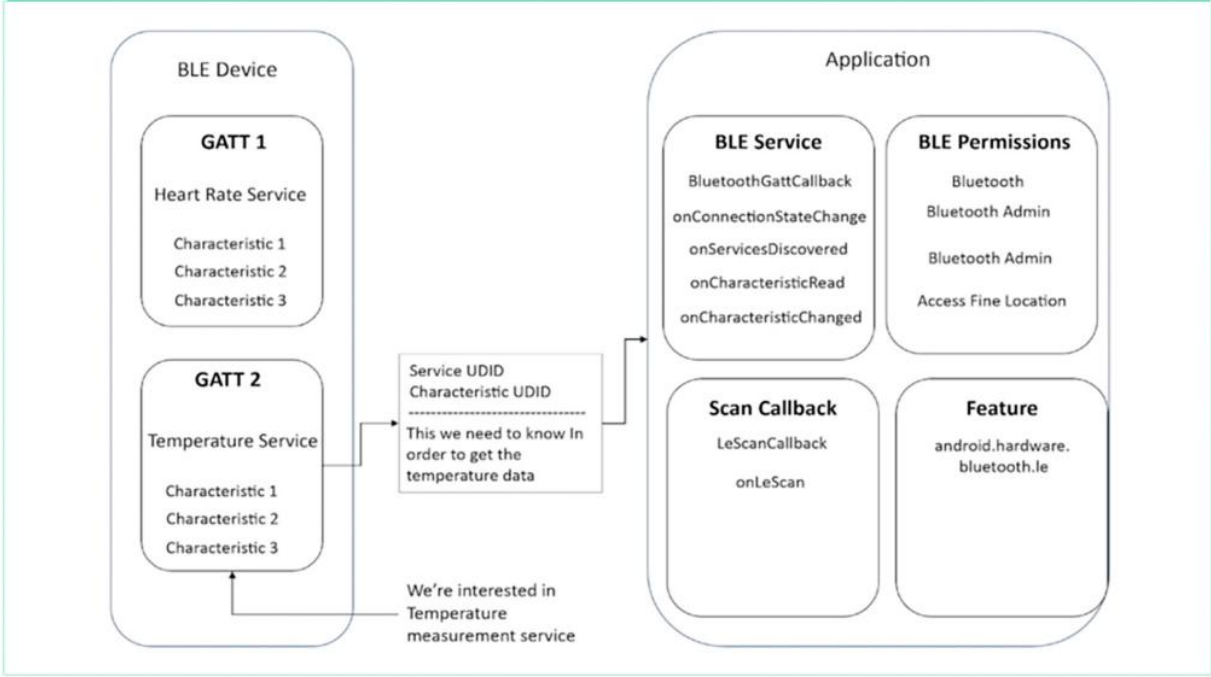 BLE Device
GATT 1
Heart Rate Service
Characteristic 1
Characteristic 2
Characteristic 3
GATT 2
Temperature Service
Characteristic 1
Characteristic 2
Characteristic 3
Service UDID
Characteristic UDID
--------------------------------
This we need to know In
order to get the
temperature data
We're interested in
Temperature
measurement service
Application
BLE Service
BluetoothGattCallback
onConnectionStateChange
onServicesDiscovered
onCharacteristicRead
onCharacteristicChanged
BLE Permissions
Bluetooth
Bluetooth Admin
Bluetooth Admin
Access Fine Location
Scan Callback
LeScanCallback
onLeScan
Feature
android.hardware.
bluetooth.le